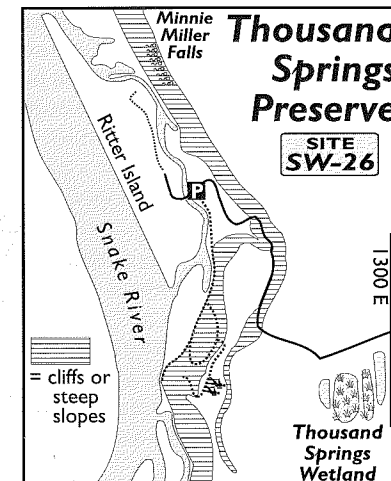 Minnie
Miller
Falls
Thousand
Springs
Preserve
SITE
SW-26
Ritter Island
P
Snake River
1300 E
= cliffs or
steep
slopes
Thousand
Springs
Wetland